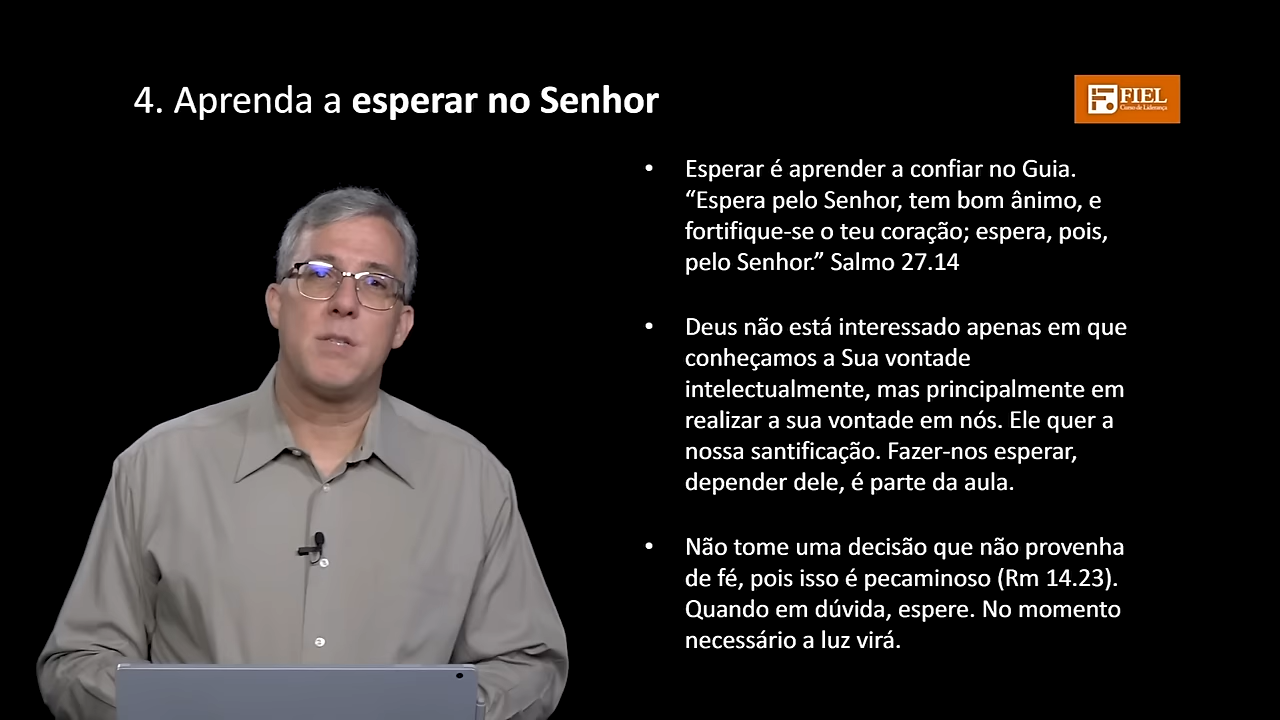 4. Aprenda a esperar no Senhor
FIEL
Curso de Liderança
• Esperar é aprender a confiar no Guia.
“Espera pelo Senhor, tem bom ânimo, e
fortifique-se o teu coração; espera, pois,
pelo Senhor.” Salmo 27.14
• Deus não está interessado apenas em que
conheçamos a Sua vontade
intelectualmente, mas principalmente em
realizar a sua vontade em nós. Ele quer a
nossa santificação. Fazer-nos esperar,
depender dele, é parte da aula.
• Não tome uma decisão que não provenha
de fé, pois isso é pecaminoso (Rm 14.23).
Quando em dúvida, espere. No momento
necessário a luz virá.